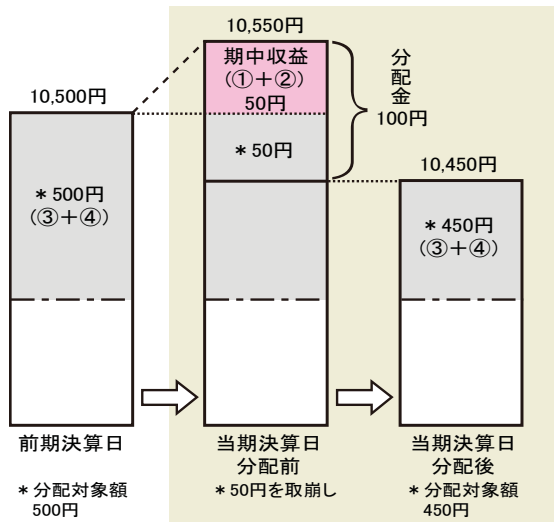 10,550円
期中収益
(①+②)
50円
分配金
100円
10,500円
*50円
10,450円
*500円
(③+④)
*450円
(③+④)
前期決算日
当期決算日
分配前
当期決算日
分配後
*分配対象額
500円
*50円を取崩し
*分配対象額
450円